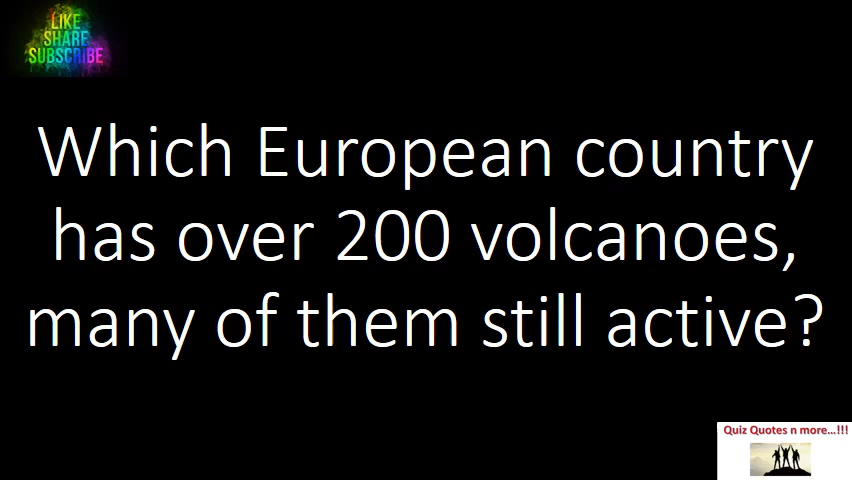 LIKE
SHARE
SUBSCRIBE
Which European country
has over 200 volcanoes,
many of them still active?
Quiz Quotes n more...!!!